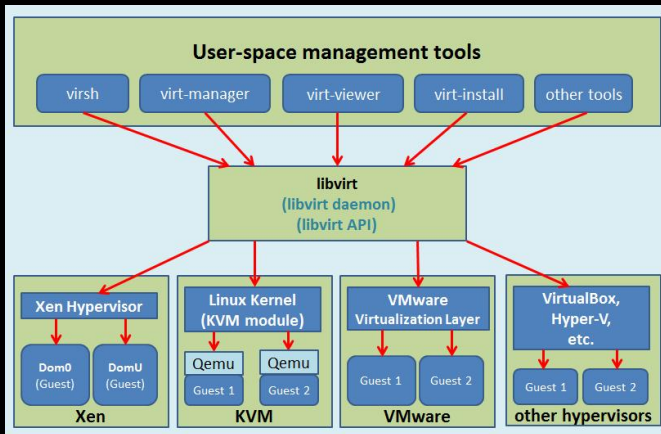 User-space management tools
virsh
virt-manager
virt-viewer
virt-install
other tools
libvirt
(libvirt daemon)
(libvirt API)
Xen Hypervisor
Dom0
(Guest)
DomU
(Guest)
Xen
Linux Kernel
(KVM module)
Qemu
Qemu
Guest 1
Guest 2
KVM
VMware
Virtualization Layer
Guest 1
Guest 2
VMware
VirtualBox,
Hyper-V,
etc.
Guest 1
Guest 2
other hypervisors